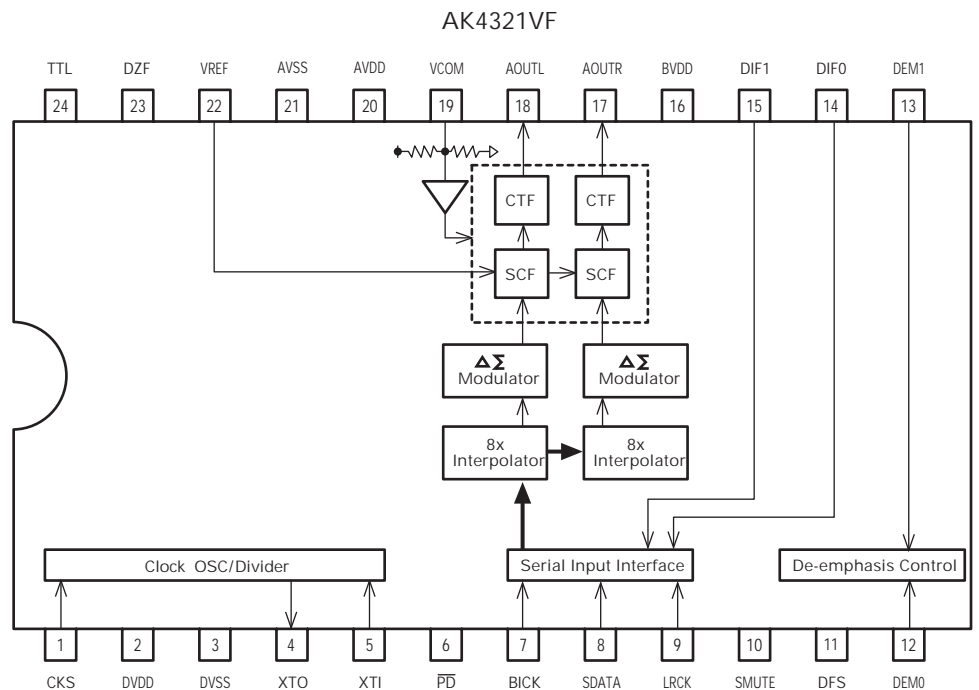 AK4321VF
TTL DZF VREF AVSS AVDD VCOM AOUTL AOUTR BVDD DIF1 DIF0 DEM1
24 23 22 21 20 19 18 17 16 15 14 13
CTF CTF
SCF SCF
ΔΣ ΔΣ
Modulator Modulator
8x 8x
Interpolator Interpolator
Clock OSC/Divider Serial Input Interface De-emphasis Control
1 2 3 4 5 6 7 8 9 10 11 12
CKS DVDD DVSS XTO XTI P̅D̅ BICK SDATA LRCK SMUTE DFS DEM0